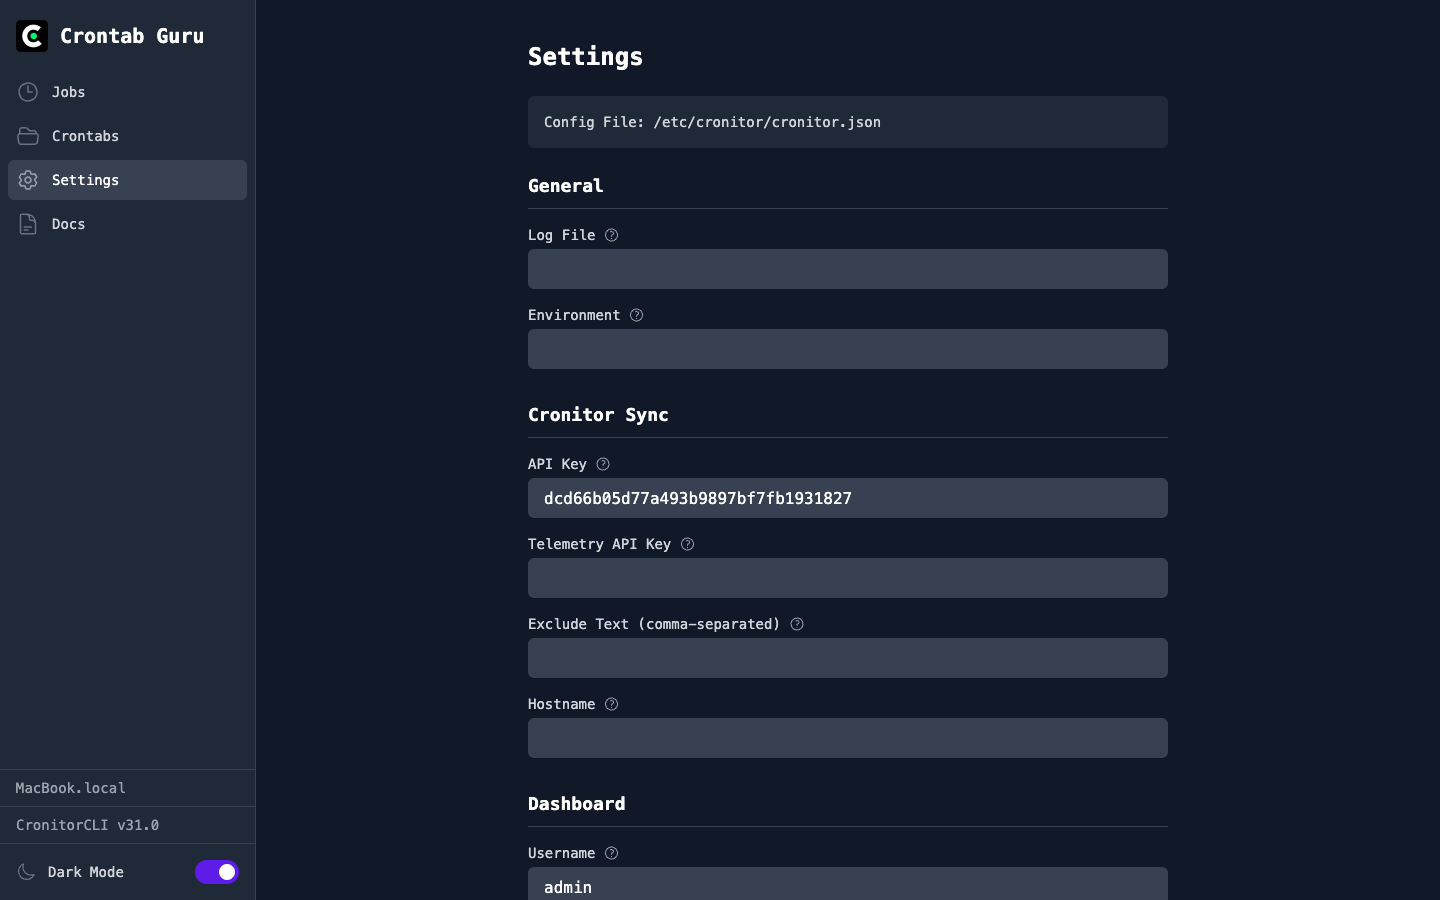 Crontab Guru
Jobs
Crontabs
Settings
Docs
MacBook.local
CronitorCLI v31.0
Dark Mode
Settings
Config File: /etc/cronitor/cronitor.json
General
Log File
Environment
Cronitor Sync
API Key
dcd66b05d77a493b9897bf7fb1931827
Telemetry API Key
Exclude Text (comma-separated)
Hostname
Dashboard
Username
admin